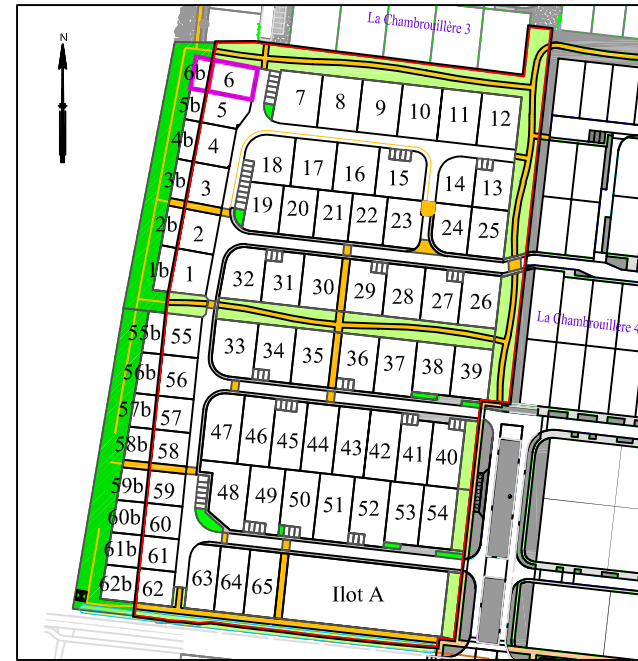 La Chambrouillère 3
N
6b 6
5b 5
4b 4
3b 3
2b 2
1b 1
7 8 9 10 11 12
18 17 16 15 14 13
19 20 21 22 23 24 25
32 31 30 29 28 27 26
La Chambrouillère 4
55b 55
56b 56
57b 57
58b 58
59b 59
60b 60
61b 61
62b 62
33 34 35 36 37 38 39
47 46 45 44 43 42 41 40
48 49 50 51 52 53 54
63 64 65 Ilot A